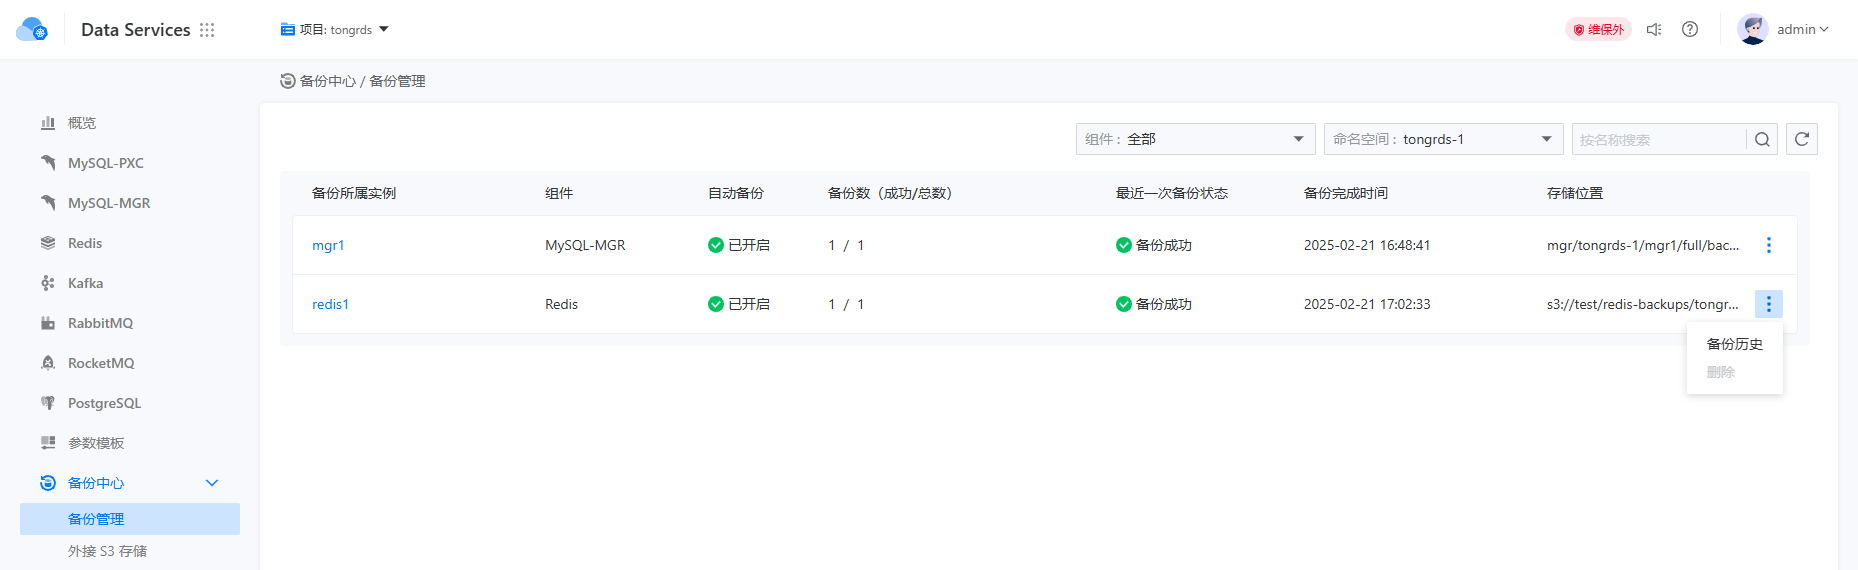 Data Services
项目: tongrds
维保外
admin
备份中心 / 备份管理
概览
MySQL-PXC
MySQL-MGR
Redis
Kafka
RabbitMQ
RocketMQ
PostgreSQL
参数模板
备份中心
备份管理
外接 S3 存储
组件 : 全部
命名空间 : tongrds-1
按名称搜索
备份所属实例 组件 自动备份 备份数（成功/总数） 最近一次备份状态 备份完成时间 存储位置
mgr1 MySQL-MGR 已开启 1 / 1 备份成功 2025-02-21 16:48:41 mgr/tongrds-1/mgr1/full/bac...
redis1 Redis 已开启 1 / 1 备份成功 2025-02-21 17:02:33 s3://test/redis-backups/tongr...
备份历史
删除